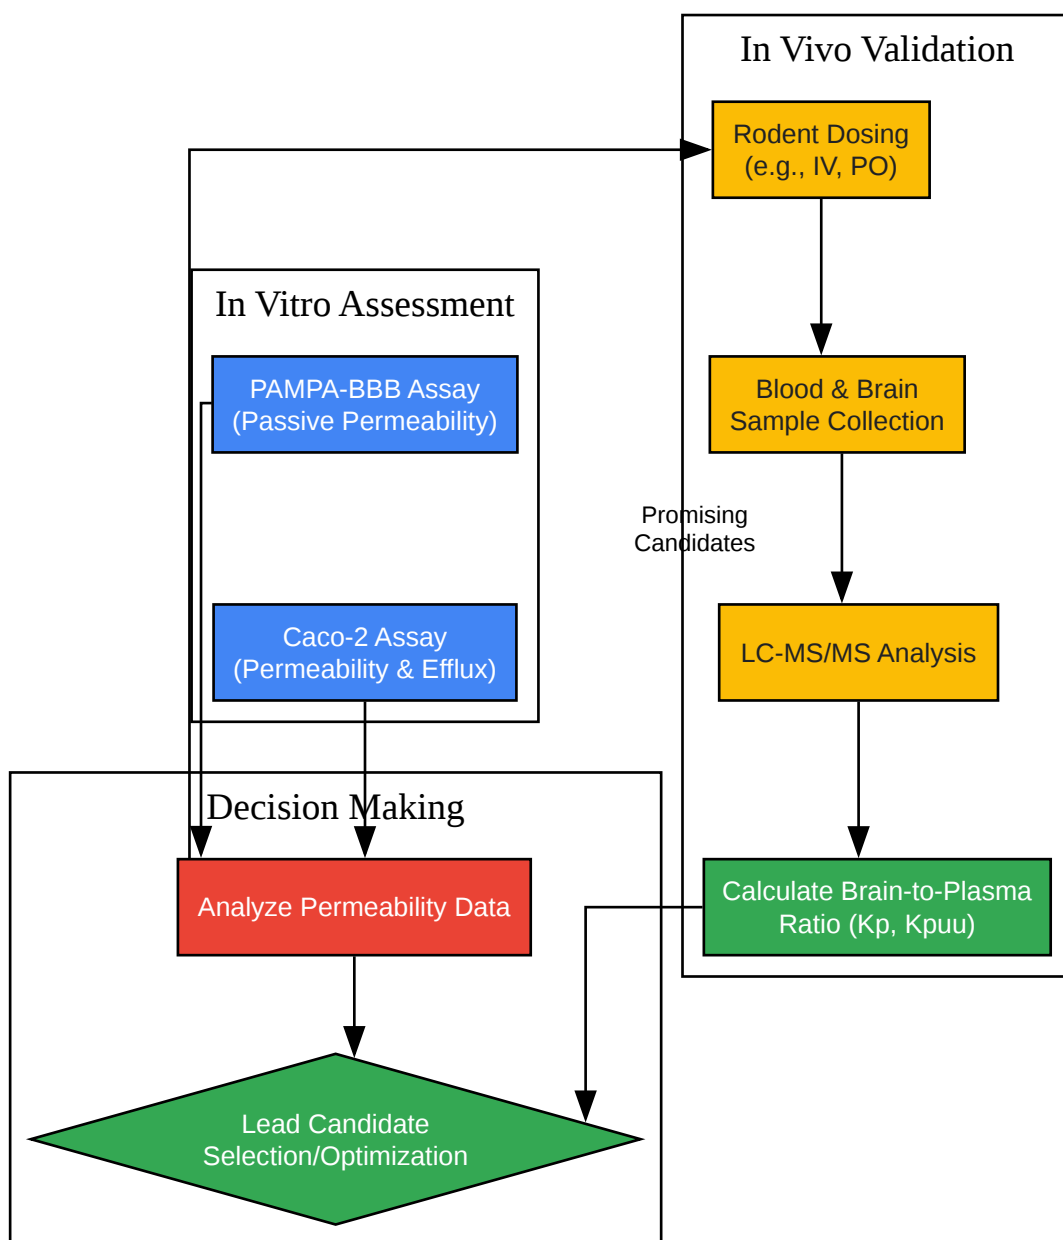 In Vivo Validation
Rodent Dosing
(e.g., IV, PO)
In Vitro Assessment
PAMPA-BBB Assay
(Passive Permeability)
Blood & Brain
Sample Collection
Promising
Candidates
Caco-2 Assay
(Permeability & Efflux)
LC-MS/MS Analysis
Decision Making
Analyze Permeability Data
Calculate Brain-to-Plasma
Ratio (Kp, Kpuu)
Lead Candidate
Selection/Optimization